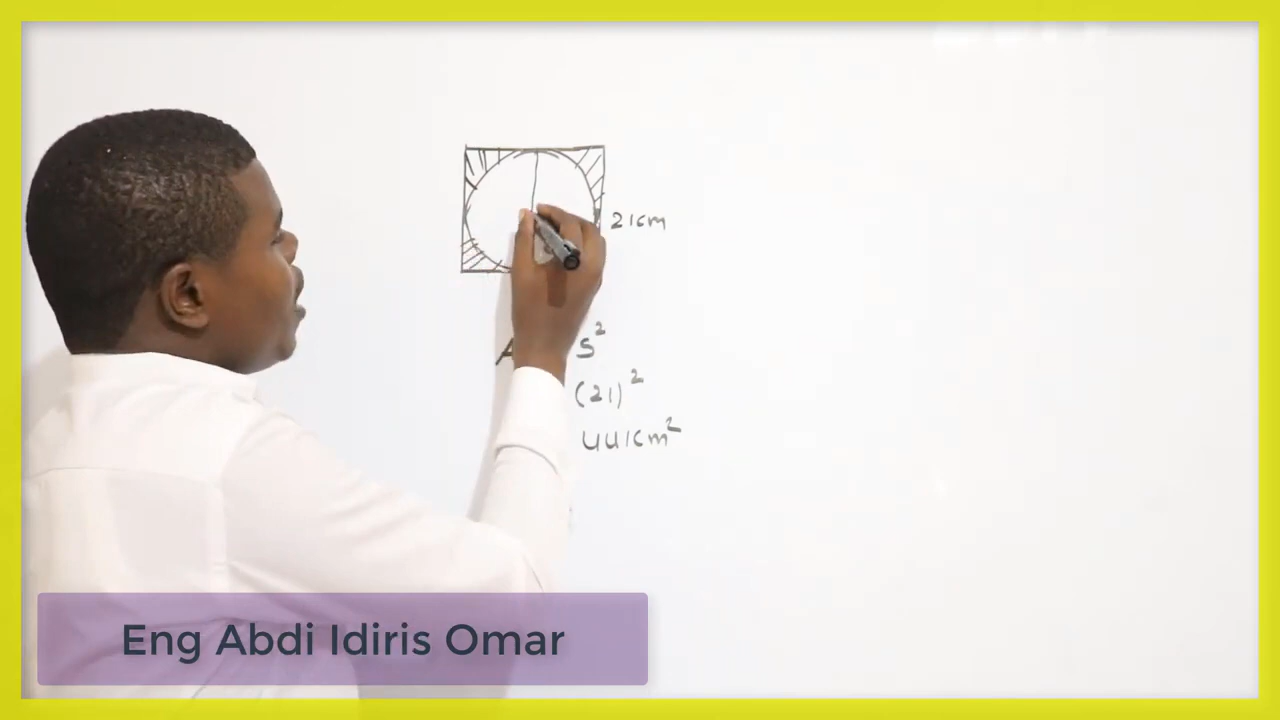 21cm
A
S²
(21)²
441cm²
Eng Abdi Idiris Omar